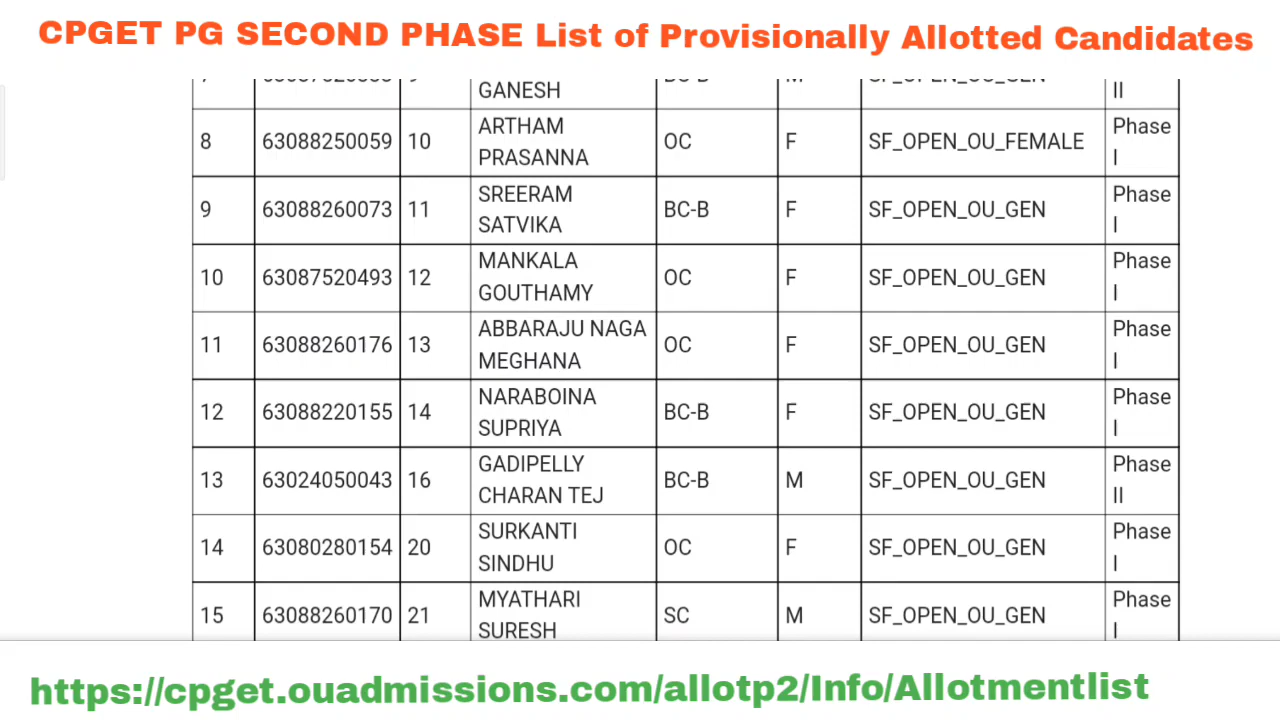 CPGET PG SECOND PHASE List of Provisionally Allotted Candidates
GANESH II
8 63088250059 10 ARTHAM PRASANNA OC F SF_OPEN_OU_FEMALE Phase I
9 63088260073 11 SREERAM SATVIKA BC-B F SF_OPEN_OU_GEN Phase I
10 63087520493 12 MANKALA GOUTHAMY OC F SF_OPEN_OU_GEN Phase I
11 63088260176 13 ABBARAJU NAGA MEGHANA OC F SF_OPEN_OU_GEN Phase I
12 63088220155 14 NARABOINA SUPRIYA BC-B F SF_OPEN_OU_GEN Phase I
13 63024050043 16 GADIPELLY CHARAN TEJ BC-B M SF_OPEN_OU_GEN Phase II
14 63080280154 20 SURKANTI SINDHU OC F SF_OPEN_OU_GEN Phase I
15 63088260170 21 MYATHARI SURESH SC M SF_OPEN_OU_GEN Phase I
https://cpget.ouadmissions.com/allotp2/Info/Allotmentlist